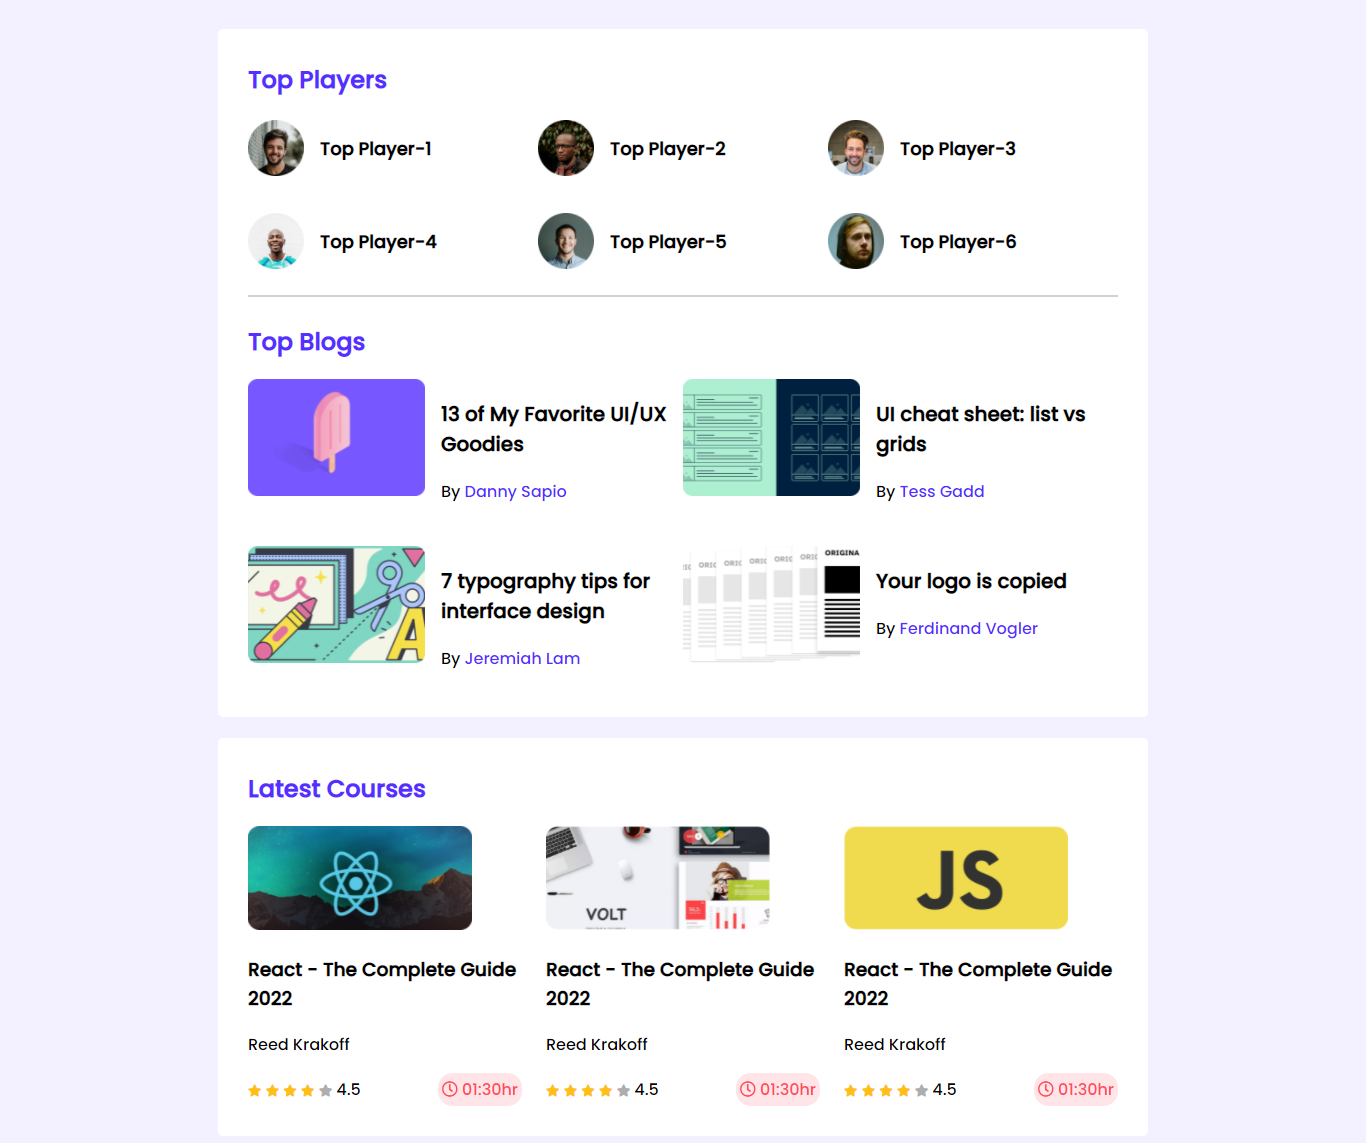 Top Players
Top Player-1
Top Player-2
Top Player-3
Top Player-4
Top Player-5
Top Player-6
Top Blogs
13 of My Favorite UI/UX
Goodies
By Danny Sapio
UI cheat sheet: list vs
grids
By Tess Gadd
7 typography tips for
interface design
By Jeremiah Lam
ORIGINA
Your logo is copied
By Ferdinand Vogler
Latest Courses
VOLT
JS
React - The Complete Guide
2022
Reed Krakoff
4.5
01:30hr
React - The Complete Guide
2022
Reed Krakoff
4.5
01:30hr
React - The Complete Guide
2022
Reed Krakoff
4.5
01:30hr